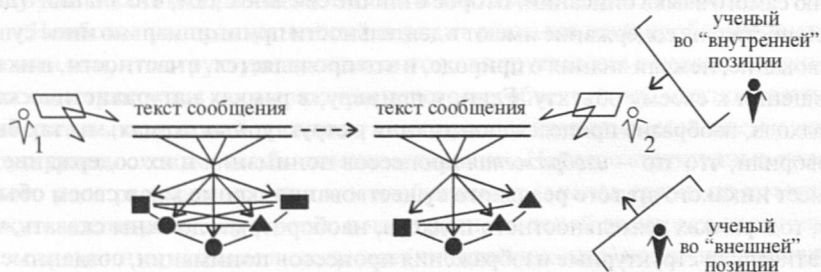 ученый
во “внутренней”
позиции
текст сообщения
текст сообщения
1
2
ученый
во “внешней”
позиции